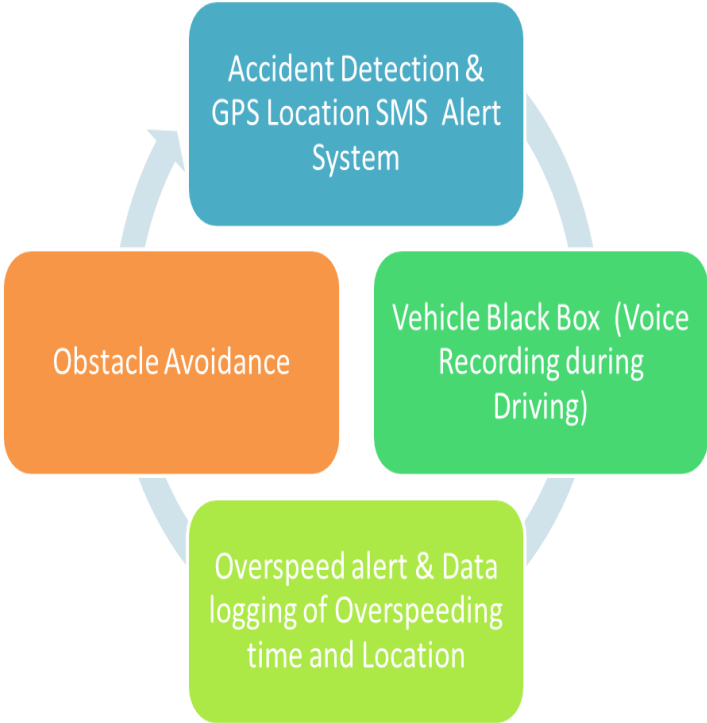 Accident Detection &
GPS Location SMS Alert
System
Vehicle Black Box (Voice
Recording during
Driving)
Overspeed alert & Data
logging of Overspeeding
time and Location
Obstacle Avoidance